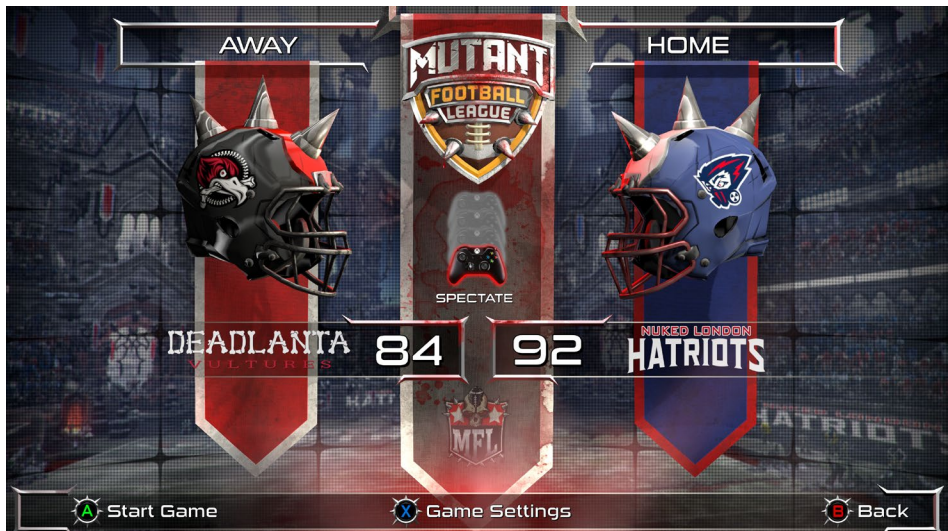 AWAY
HOME
MUTANT
FOOTBALL
LEAGUE
SPECTATE
DEADLANTA
VULTURES
84
92
NUKED LONDON
HATRIOTS
MFL
HATRIOT
A Start Game
X Game Settings
B Back